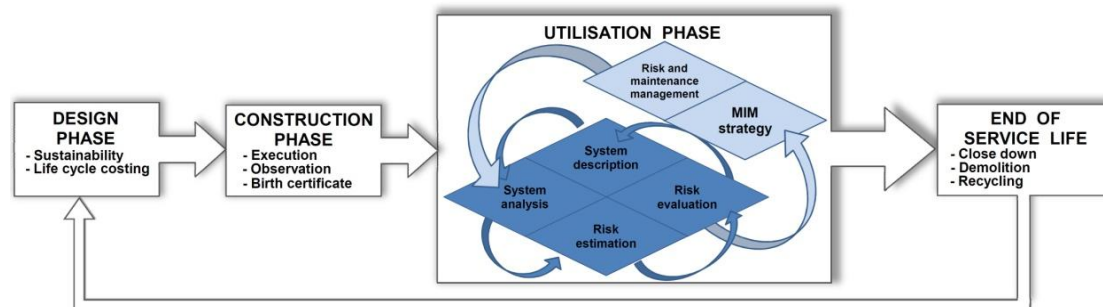 DESIGN
PHASE
- Sustainability
- Life cycle costing
CONSTRUCTION
PHASE
- Execution
- Observation
- Birth certificate
UTILISATION PHASE
Risk and
maintenance
management
MIM
strategy
System
description
System
analysis
Risk
evaluation
Risk
estimation
END OF
SERVICE LIFE
- Close down
- Demolition
- Recycling